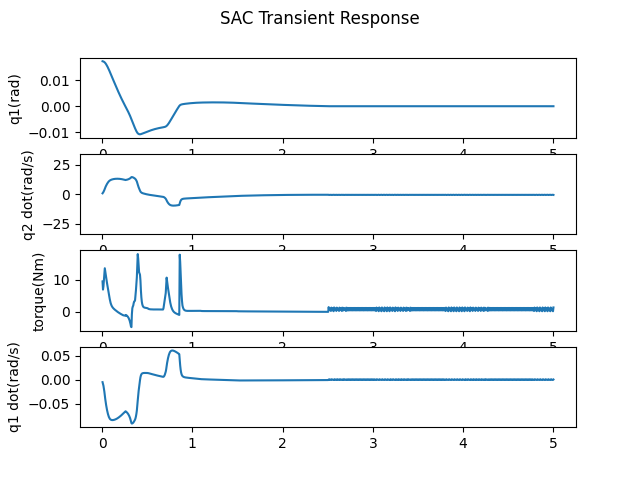 SAC Transient Response
q1(rad)
0.01
0.00
−0.01
0 1 2 3 4 5
q2 dot(rad/s)
25
0
−25
0 1 2 3 4 5
torque(Nm)
10
0
0 1 2 3 4 5
q1 dot(rad/s)
0.05
0.00
−0.05
0 1 2 3 4 5